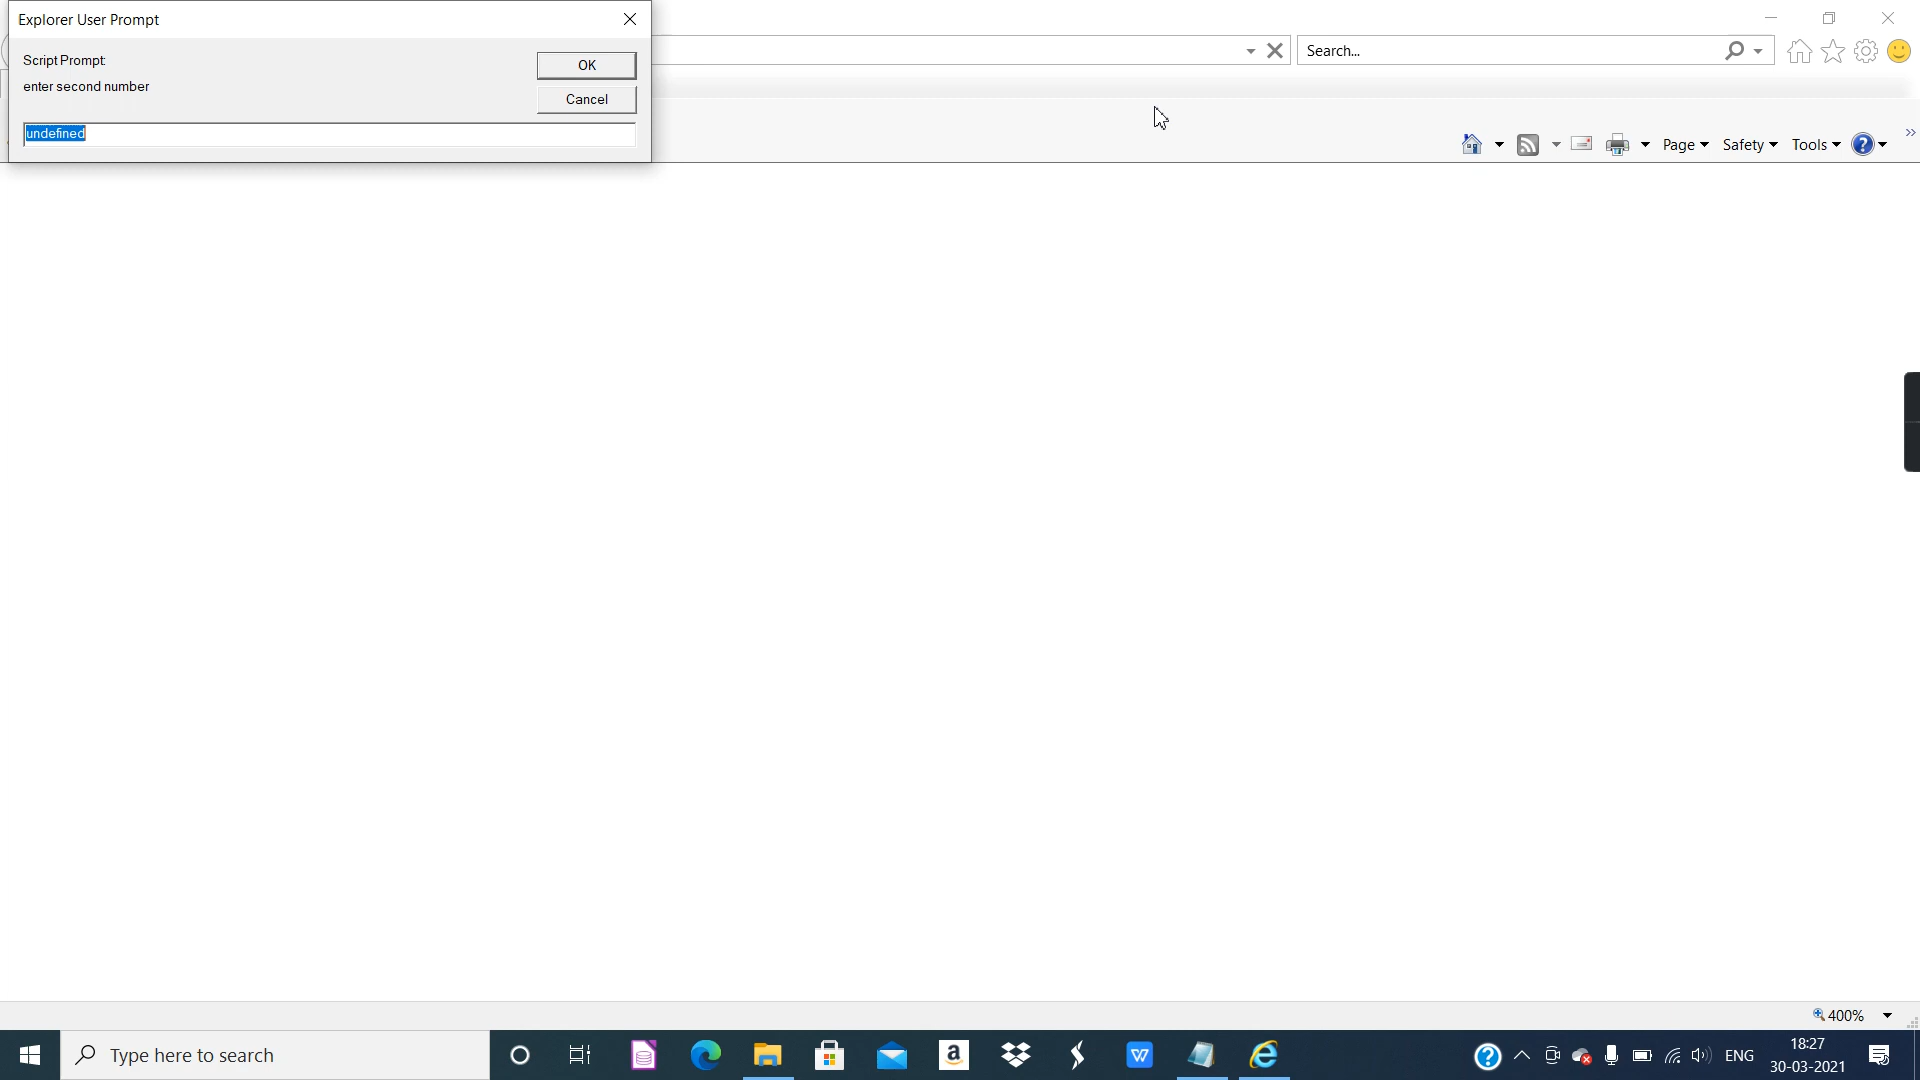 Explorer User Prompt
Script Prompt:
OK
enter second number
Cancel
undefined
Search...
Page
Safety
Tools
400%
Type here to search
ENG
18:27
30-03-2021